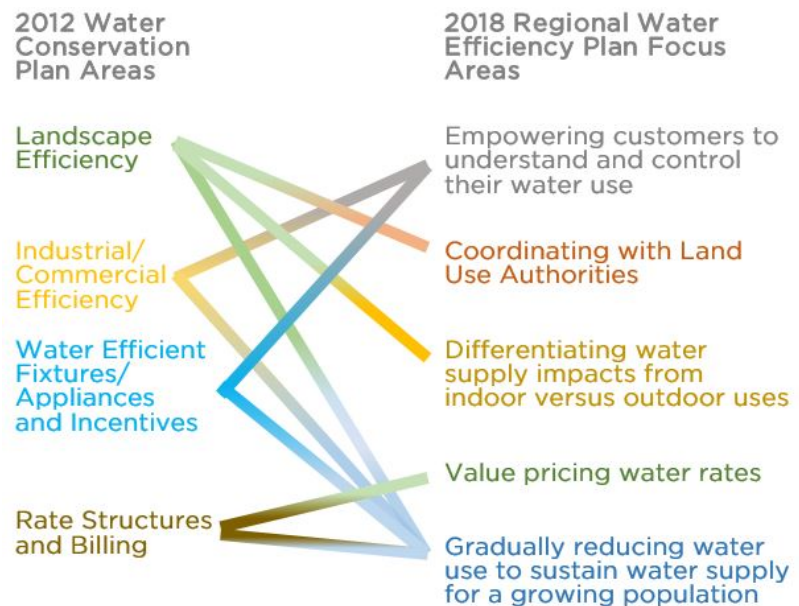 2012 Water
Conservation
Plan Areas
Landscape
Efficiency
Industrial/
Commercial
Efficiency
Water Efficient
Fixtures/
Appliances
and Incentives
Rate Structures
and Billing
2018 Regional Water
Efficiency Plan Focus
Areas
Empowering customers to
understand and control
their water use
Coordinating with Land
Use Authorities
Differentiating water
supply impacts from
indoor versus outdoor uses
Value pricing water rates
Gradually reducing water
use to sustain water supply
for a growing population